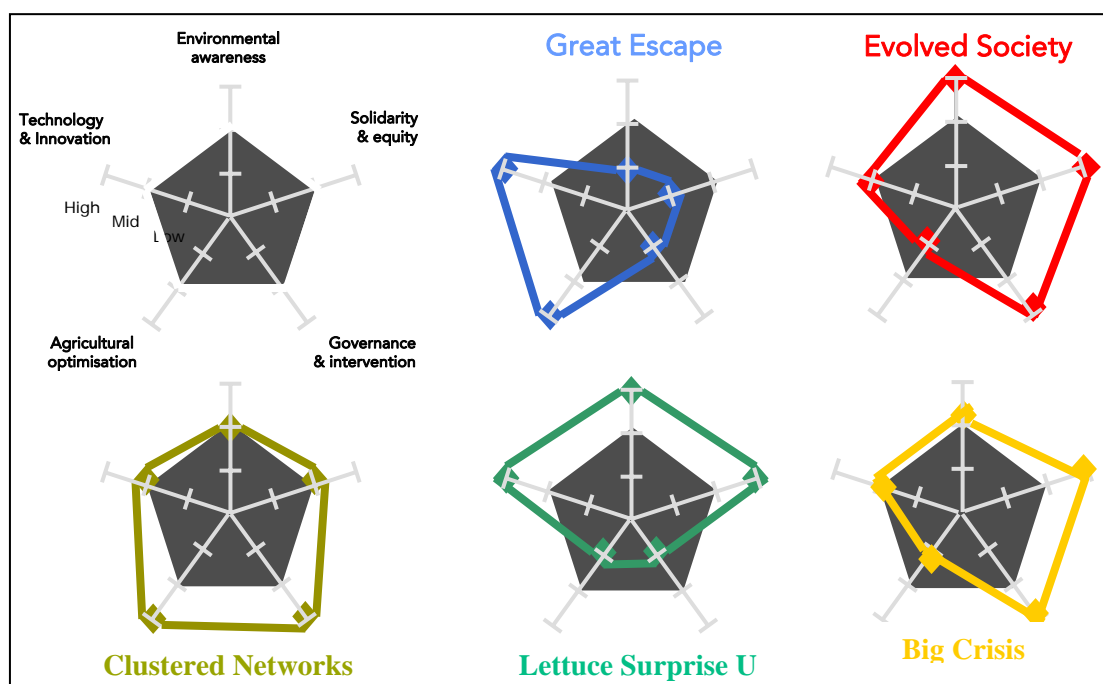 Environmental
awareness
Great Escape
Evolved Society
Technology
& Innovation
Solidarity
& equity
High
Mid
Low
Agricultural
optimisation
Governance
& intervention
Clustered Networks
Lettuce Surprise U
Big Crisis